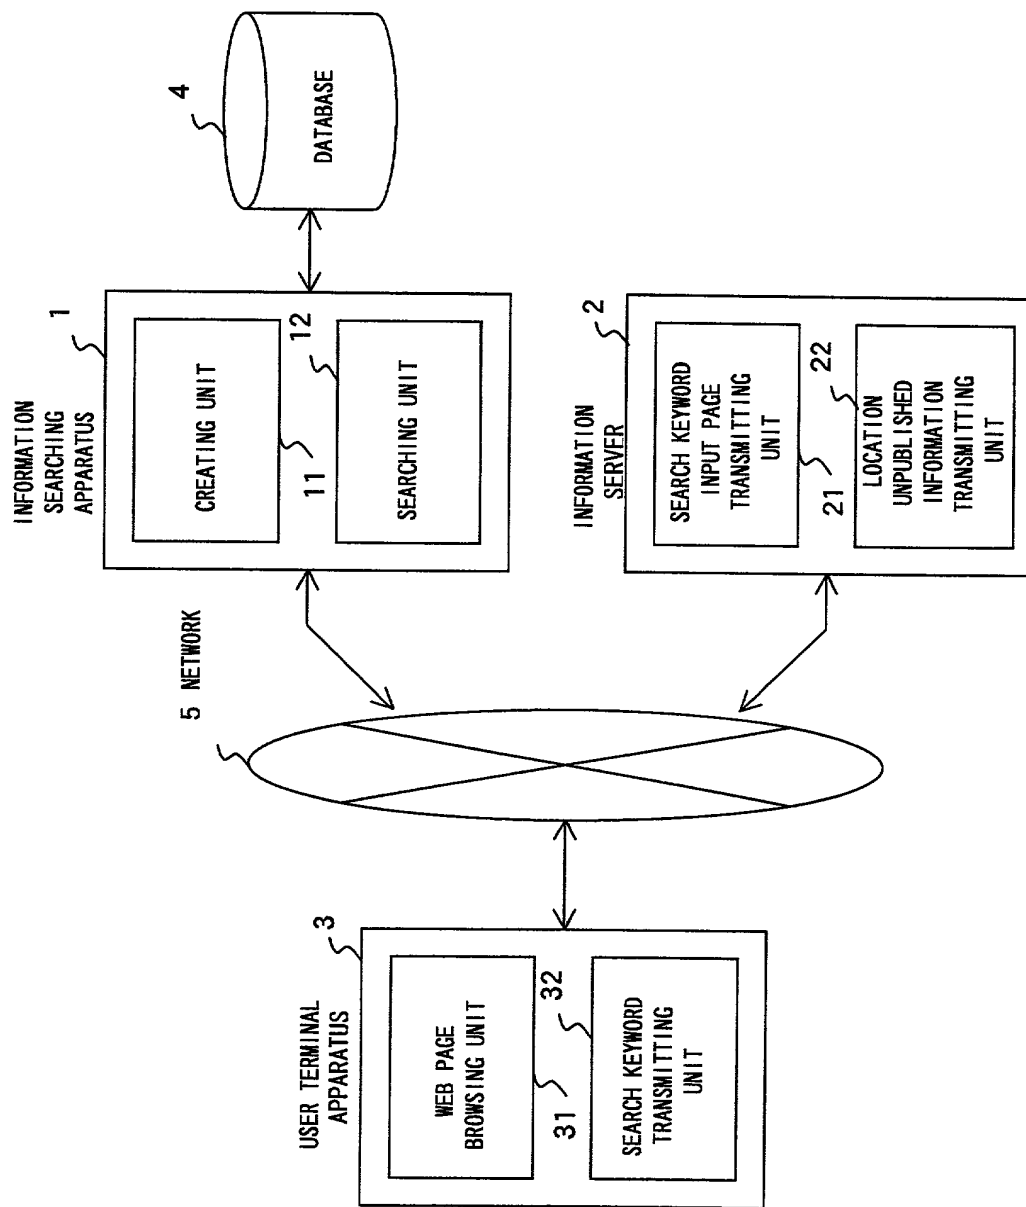 USER TERMINAL
APPARATUS
3
WEB PAGE
BROWSING UNIT
31
32
SEARCH KEYWORD
TRANSMITTING
UNIT
5 NETWORK
INFORMATION
SEARCHING
APPARATUS
1
CREATING UNIT
11
12
SEARCHING UNIT
4
DATABASE
INFORMATION
SERVER
2
SEARCH KEYWORD
INPUT PAGE
TRANSMITTING
UNIT
21
22
LOCATION
UNPUBLISHED
INFORMATION
TRANSMITTING
UNIT